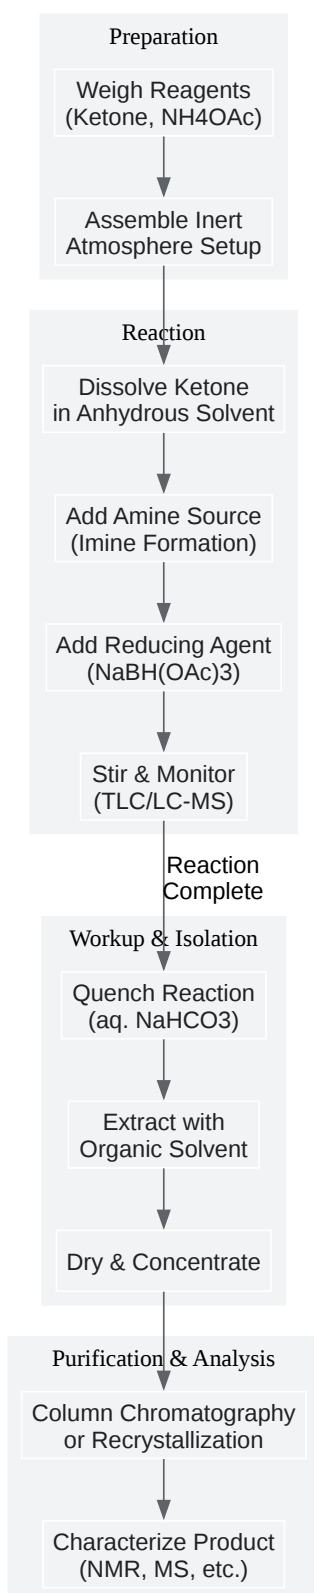 Preparation
Weigh Reagents
(Ketone, NH4OAc)
Assemble Inert
Atmosphere Setup
Reaction
Dissolve Ketone
in Anhydrous Solvent
Add Amine Source
(Imine Formation)
Add Reducing Agent
(NaBH(OAc)3)
Stir & Monitor
(TLC/LC-MS)
Reaction
Complete
Workup & Isolation
Quench Reaction
(aq. NaHCO3)
Extract with
Organic Solvent
Dry & Concentrate
Purification & Analysis
Column Chromatography
or Recrystallization
Characterize Product
(NMR, MS, etc.)